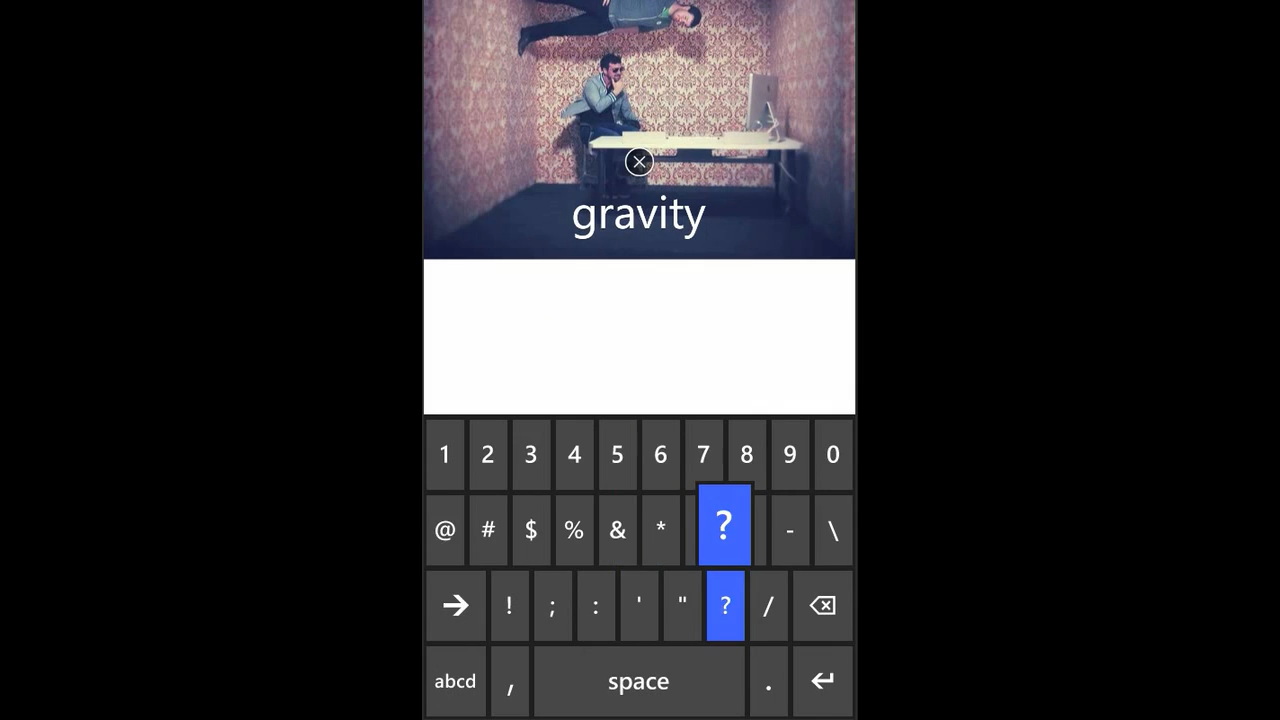 gravity
1 2 3 4 5 6 7 8 9 0
?
@ # $ % & * - \
! ; : ' " ? /
abcd , space .